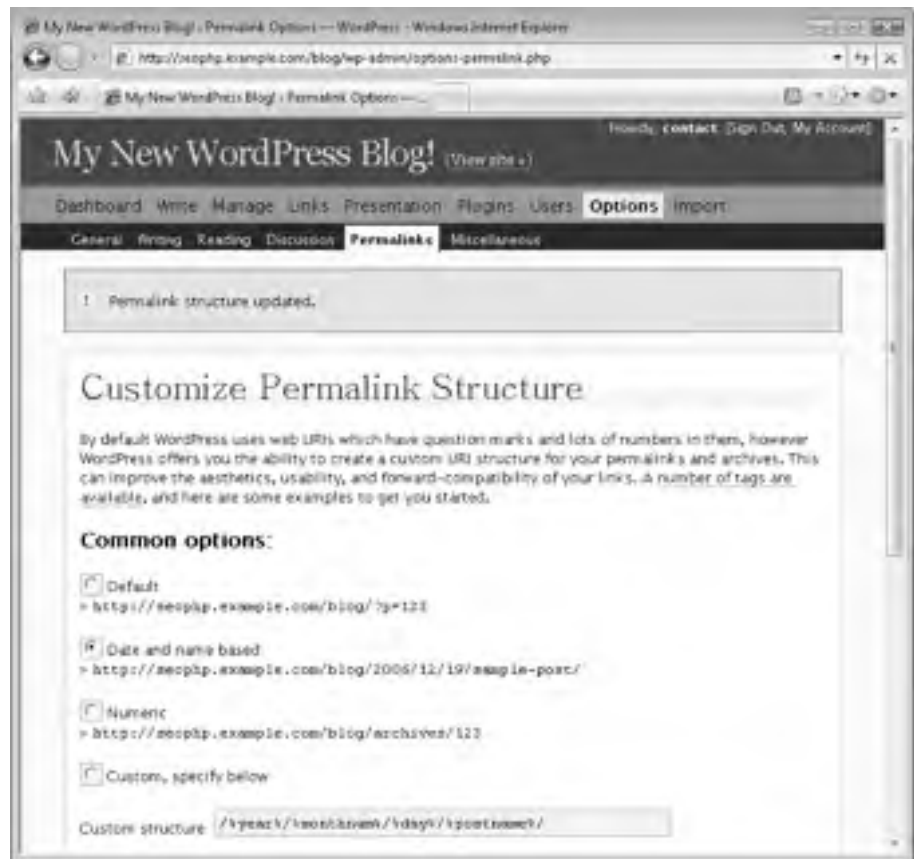 My New WordPress Blog! › Permalink Options — WordPress - Windows Internet Explorer
http://seophp.example.com/blog/wp-admin/options-permalink.php
My New WordPress Blog! › Permalink Options — ...
Howdy, contact. [Sign Out, My Account]
My New WordPress Blog! (View site »)
Dashboard Write Manage Links Presentation Plugins Users Options Import
General Writing Reading Discussion Permalinks Miscellaneous
! Permalink structure updated.
Customize Permalink Structure
By default WordPress uses web URIs which have question marks and lots of numbers in them, however
WordPress offers you the ability to create a custom URI structure for your permalinks and archives. This
can improve the aesthetics, usability, and forward-compatibility of your links. A number of tags are
available, and here are some examples to get you started.
Common options:
Default
» http://seophp.example.com/blog/?p=123
Date and name based
» http://seophp.example.com/blog/2006/12/19/sample-post/
Numeric
» http://seophp.example.com/blog/archives/123
Custom, specify below
Custom structure /%year%/%monthnum%/%day%/%postname%/